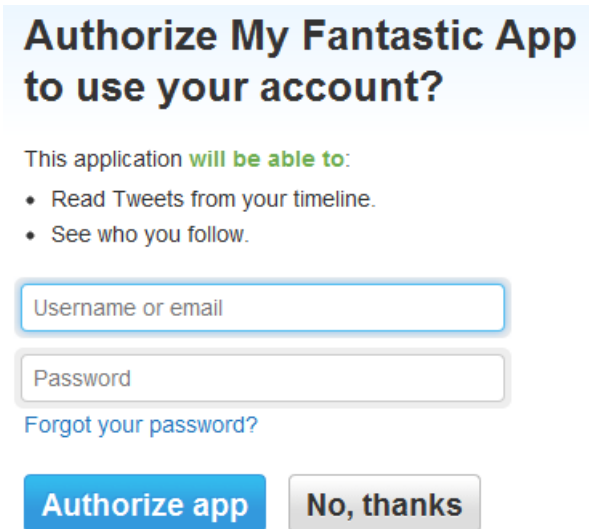 Authorize My Fantastic App
to use your account?
This application will be able to:
• Read Tweets from your timeline.
• See who you follow.
Username or email
Password
Forgot your password?
Authorize app
No, thanks